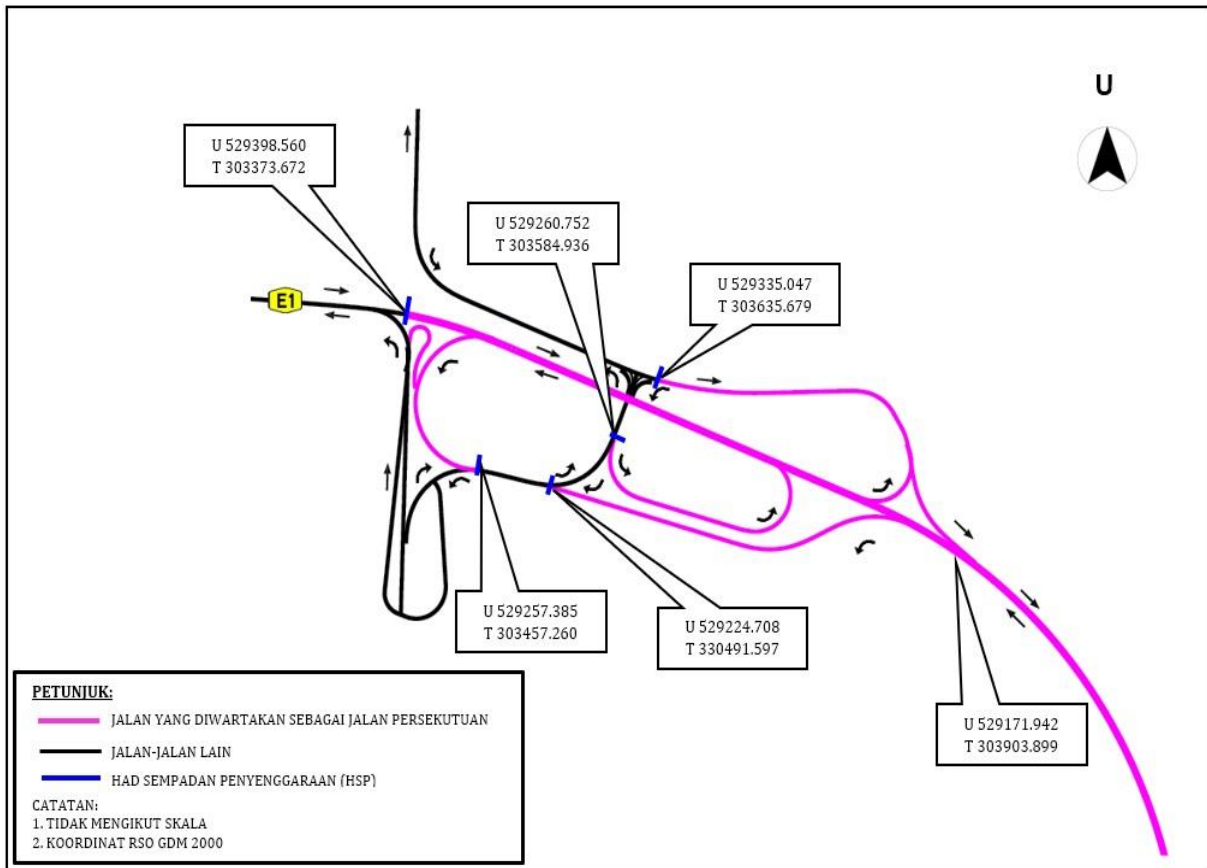 U
U 529398.560
T 303373.672
U 529260.752
T 303584.936
U 529335.047
T 303635.679
E1
U 529257.385
T 303457.260
U 529224.708
T 330491.597
U 529171.942
T 303903.899
PETUNJUK:
JALAN YANG DIWARTAKAN SEBAGAI JALAN PERSEKUTUAN
JALAN-JALAN LAIN
HAD SEMPADAN PENYENGGARAAN (HSP)
CATATAN:
1. TIDAK MENGIKUT SKALA
2. KOORDINAT RSO GDM 2000